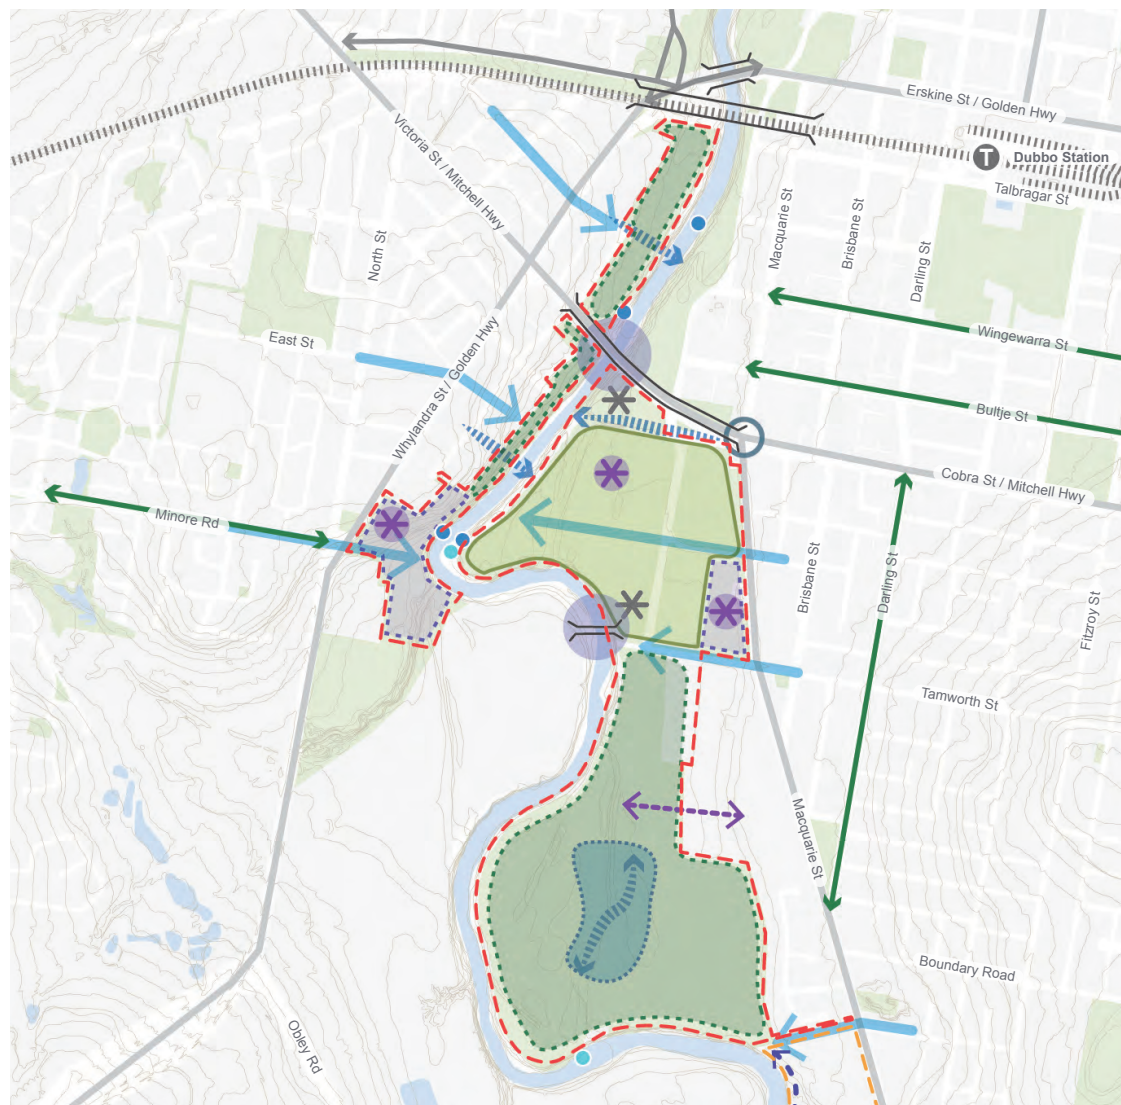 Erskine St / Golden Hwy
T
Dubbo Station
Talbragar St
Victoria St / Mitchell Hwy
North St
Macquarie St
Brisbane St
Darling St
Wingewarra St
East St
Whylandra St / Golden Hwy
Bultje St
Cobra St / Mitchell Hwy
Minore Rd
Brisbane St
Darling St
Fitzroy St
Tamworth St
Macquarie St
Boundary Road
Obley Rd